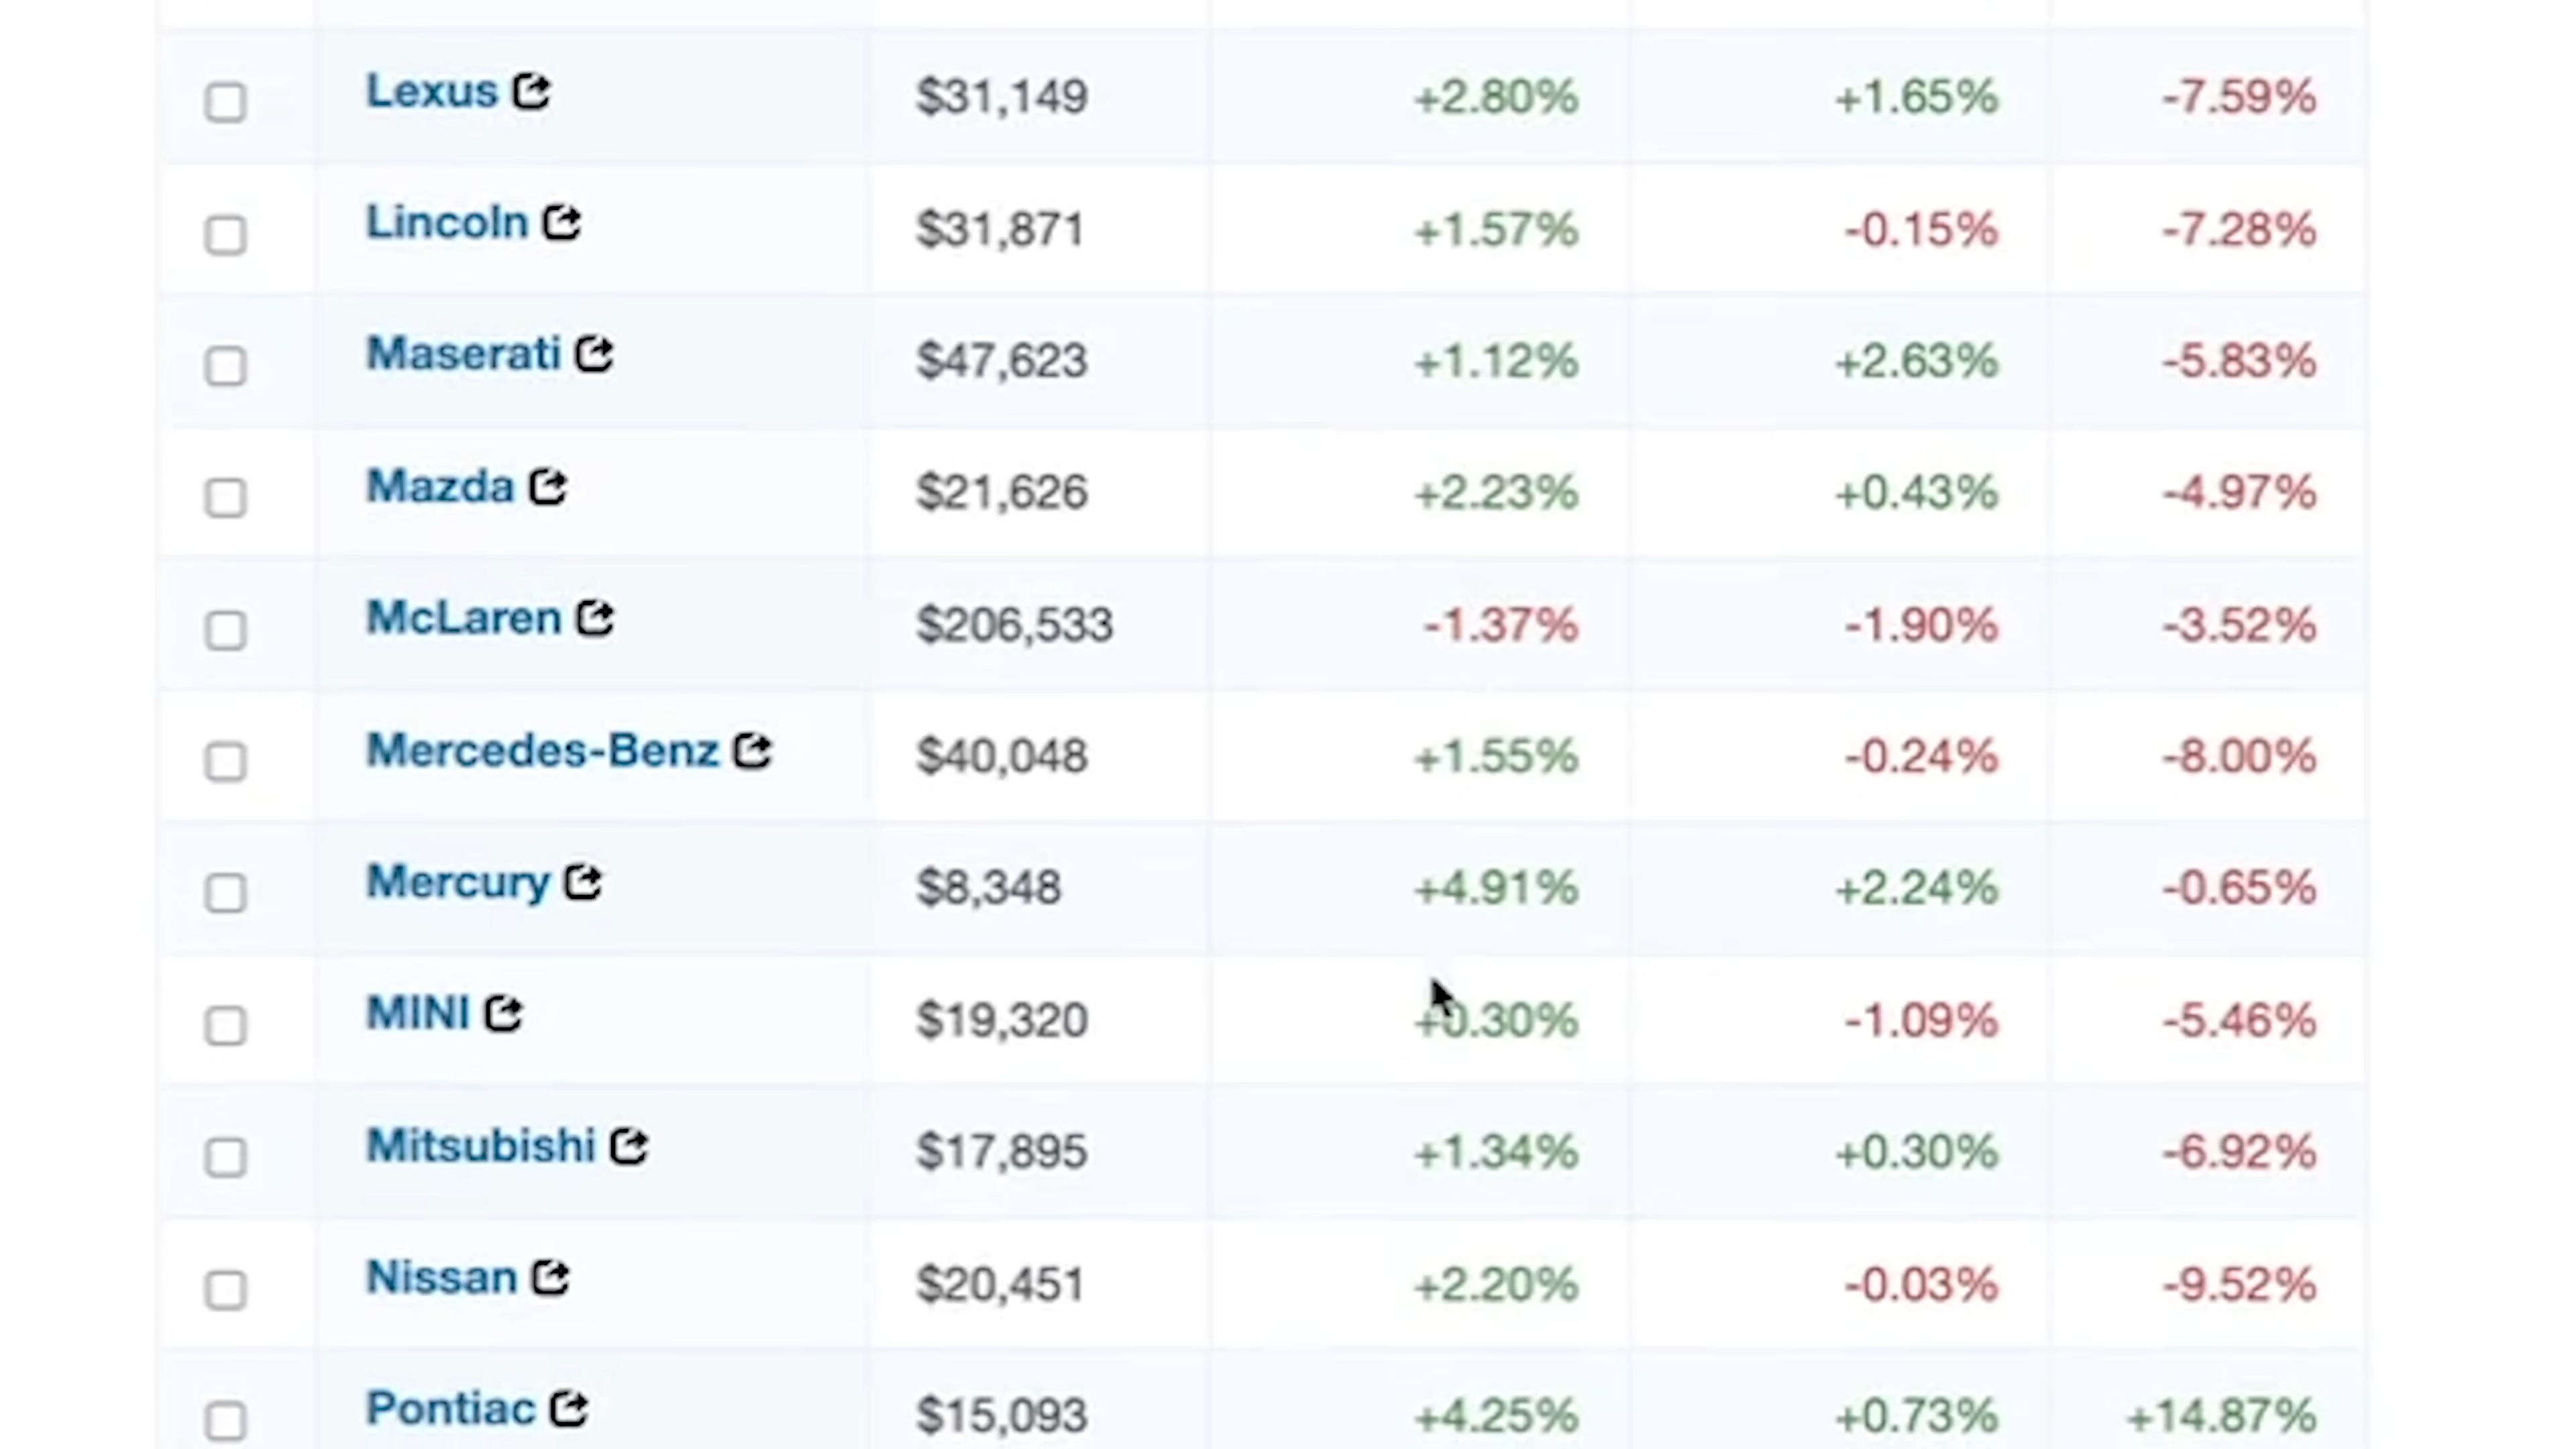 Lexus $31,149 +2.80% +1.65% -7.59%
Lincoln $31,871 +1.57% -0.15% -7.28%
Maserati $47,623 +1.12% +2.63% -5.83%
Mazda $21,626 +2.23% +0.43% -4.97%
McLaren $206,533 -1.37% -1.90% -3.52%
Mercedes-Benz $40,048 +1.55% -0.24% -8.00%
Mercury $8,348 +4.91% +2.24% -0.65%
MINI $19,320 +0.30% -1.09% -5.46%
Mitsubishi $17,895 +1.34% +0.30% -6.92%
Nissan $20,451 +2.20% -0.03% -9.52%
Pontiac $15,093 +4.25% +0.73% +14.87%